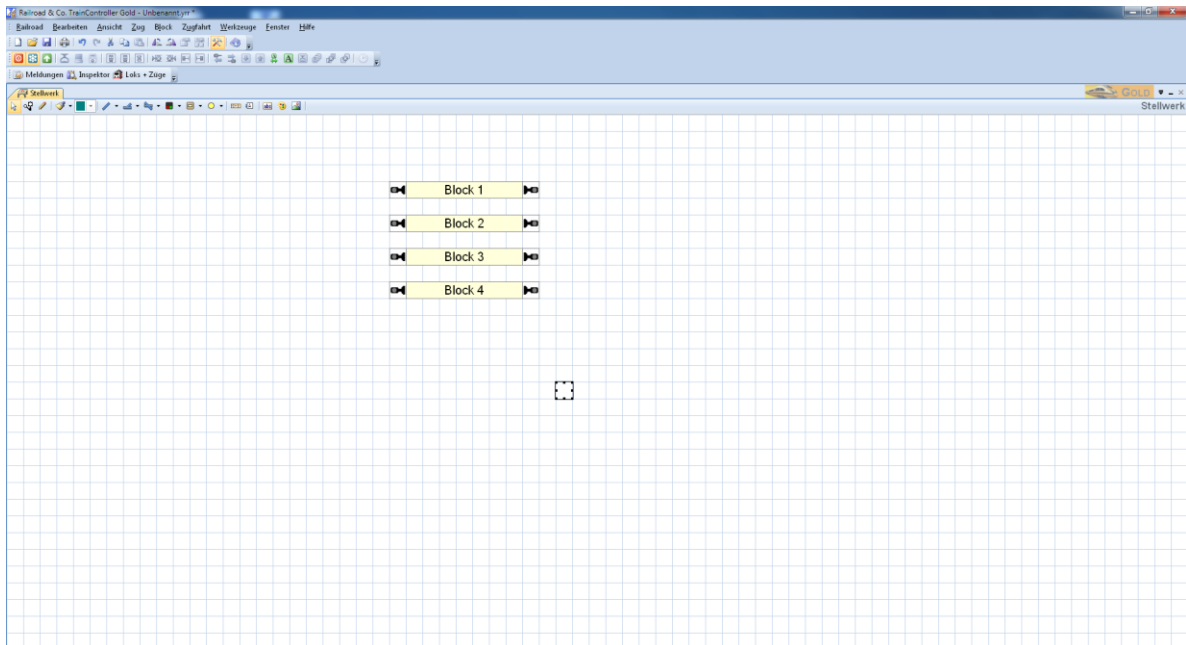 Railroad & Co. TrainController Gold - Unbenannt.yrr *
Railroad Bearbeiten Ansicht Zug Block Zugfahrt Werkzeuge Fenster Hilfe
Meldungen Inspektor Loks + Züge
Stellwerk
GOLD
Stellwerk
Block 1
Block 2
Block 3
Block 4